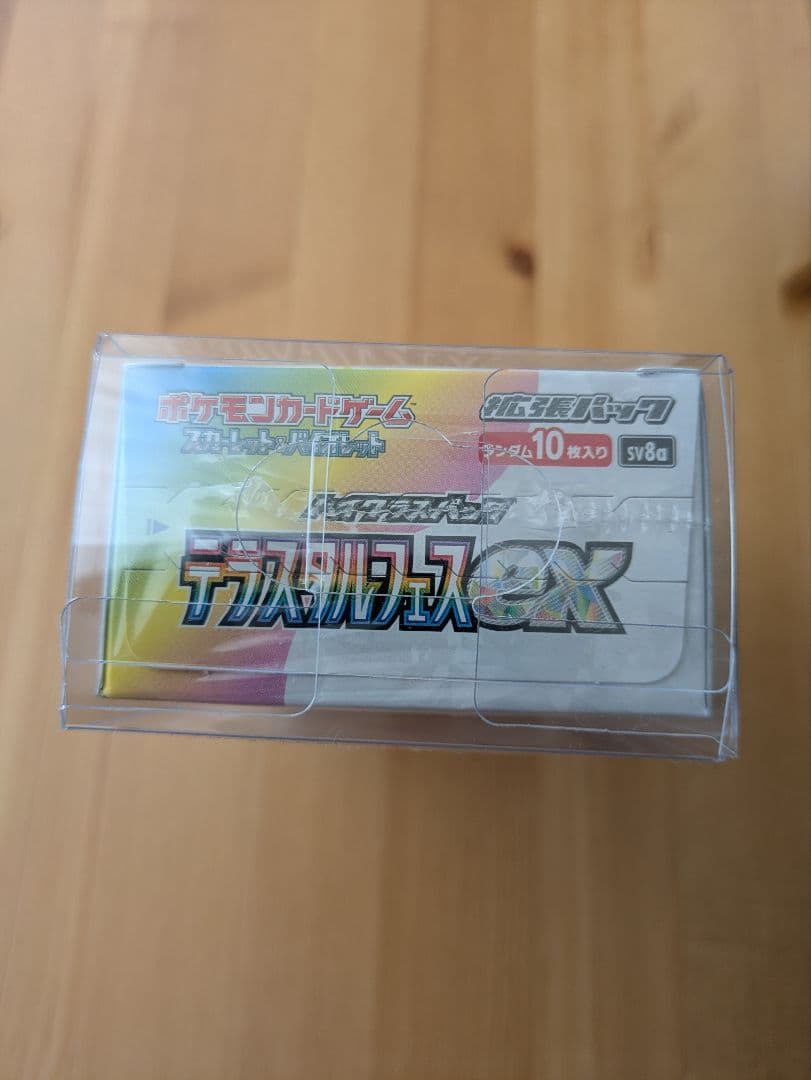 ポケモンカードゲーム
スカーレット&バイオレット
拡張パック
ランダム10枚入り
SV8a
ハイクラスパック
テラスタルフェスex